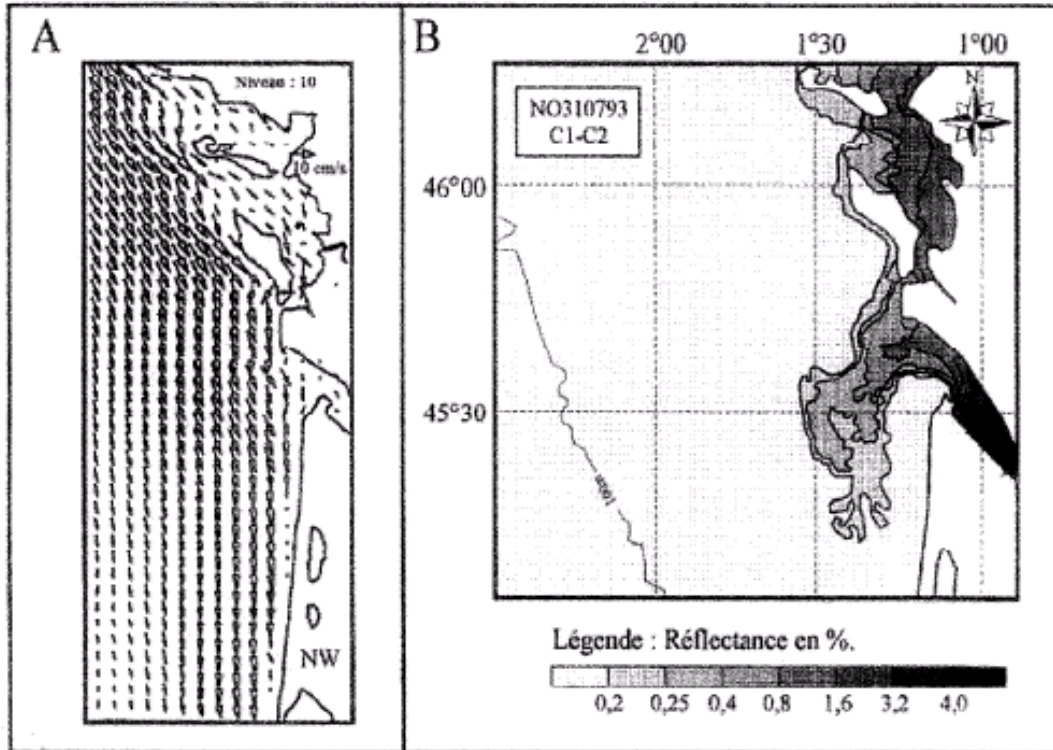 A
Niveau : 10
10 cm/s
NW
B
2°00
1°30
1°00
N
NO310793
C1-C2
46°00
45°30
100m
Légende : Réflectance en %.
0,2 0,25 0,4 0,8 1,6 3,2 4,0